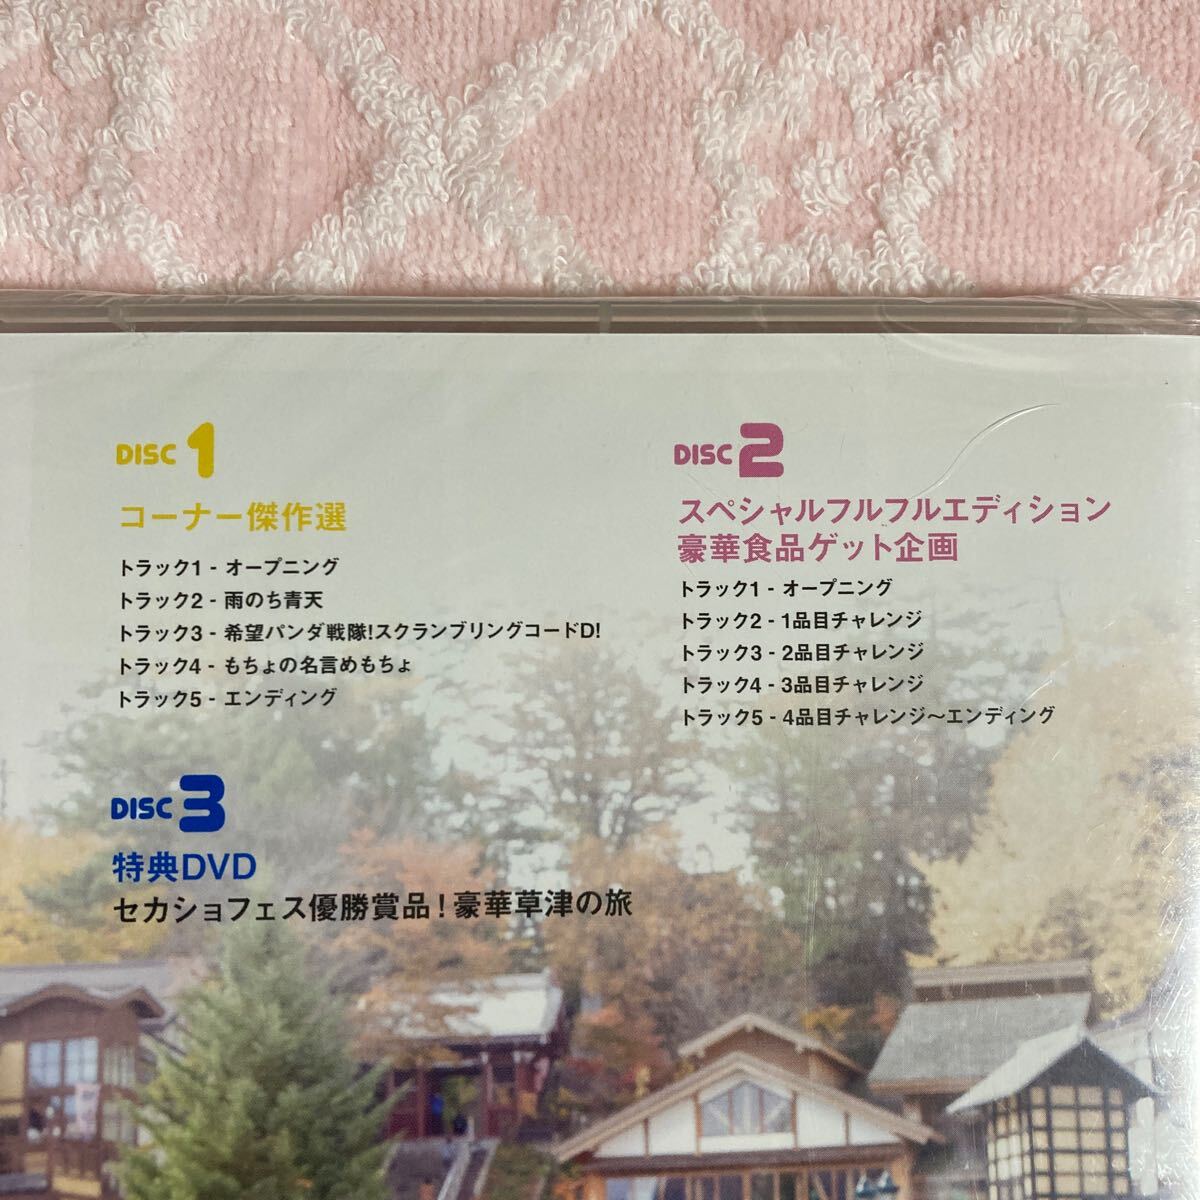 DISC 1
コーナー傑作選
トラック1 - オープニング
トラック2 - 雨のち青天
トラック3 - 希望パンダ戦隊!スクランブリングコードD!
トラック4 - もちょの名言めもちょ
トラック5 - エンディング
DISC 2
スペシャルフルフルエディション
豪華食品ゲット企画
トラック1 - オープニング
トラック2 - 1品目チャレンジ
トラック3 - 2品目チャレンジ
トラック4 - 3品目チャレンジ
トラック5 - 4品目チャレンジ〜エンディング
DISC 3
特典DVD
セカショフェス優勝賞品!豪華草津の旅